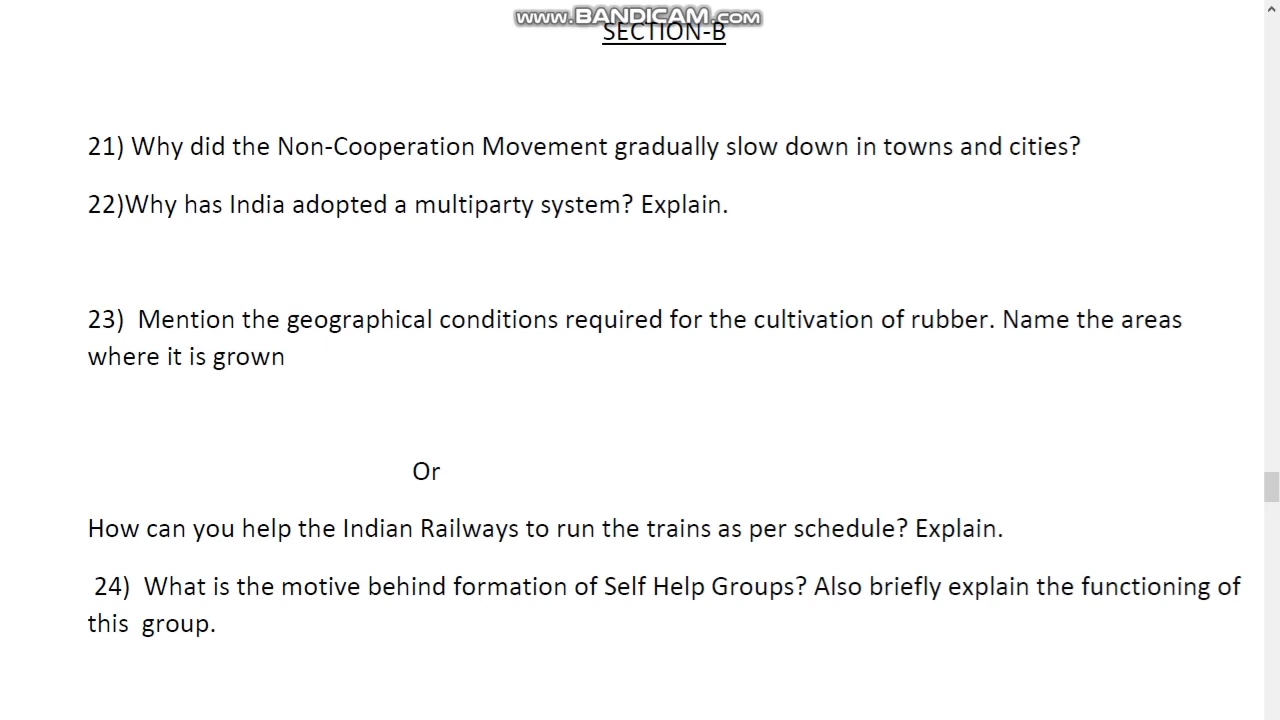 www.BANDICAM.COM
SECTION-B
21) Why did the Non-Cooperation Movement gradually slow down in towns and cities?
22)Why has India adopted a multiparty system? Explain.
23)  Mention the geographical conditions required for the cultivation of rubber. Name the areas
where it is grown
Or
How can you help the Indian Railways to run the trains as per schedule? Explain.
24)  What is the motive behind formation of Self Help Groups? Also briefly explain the functioning of
this  group.